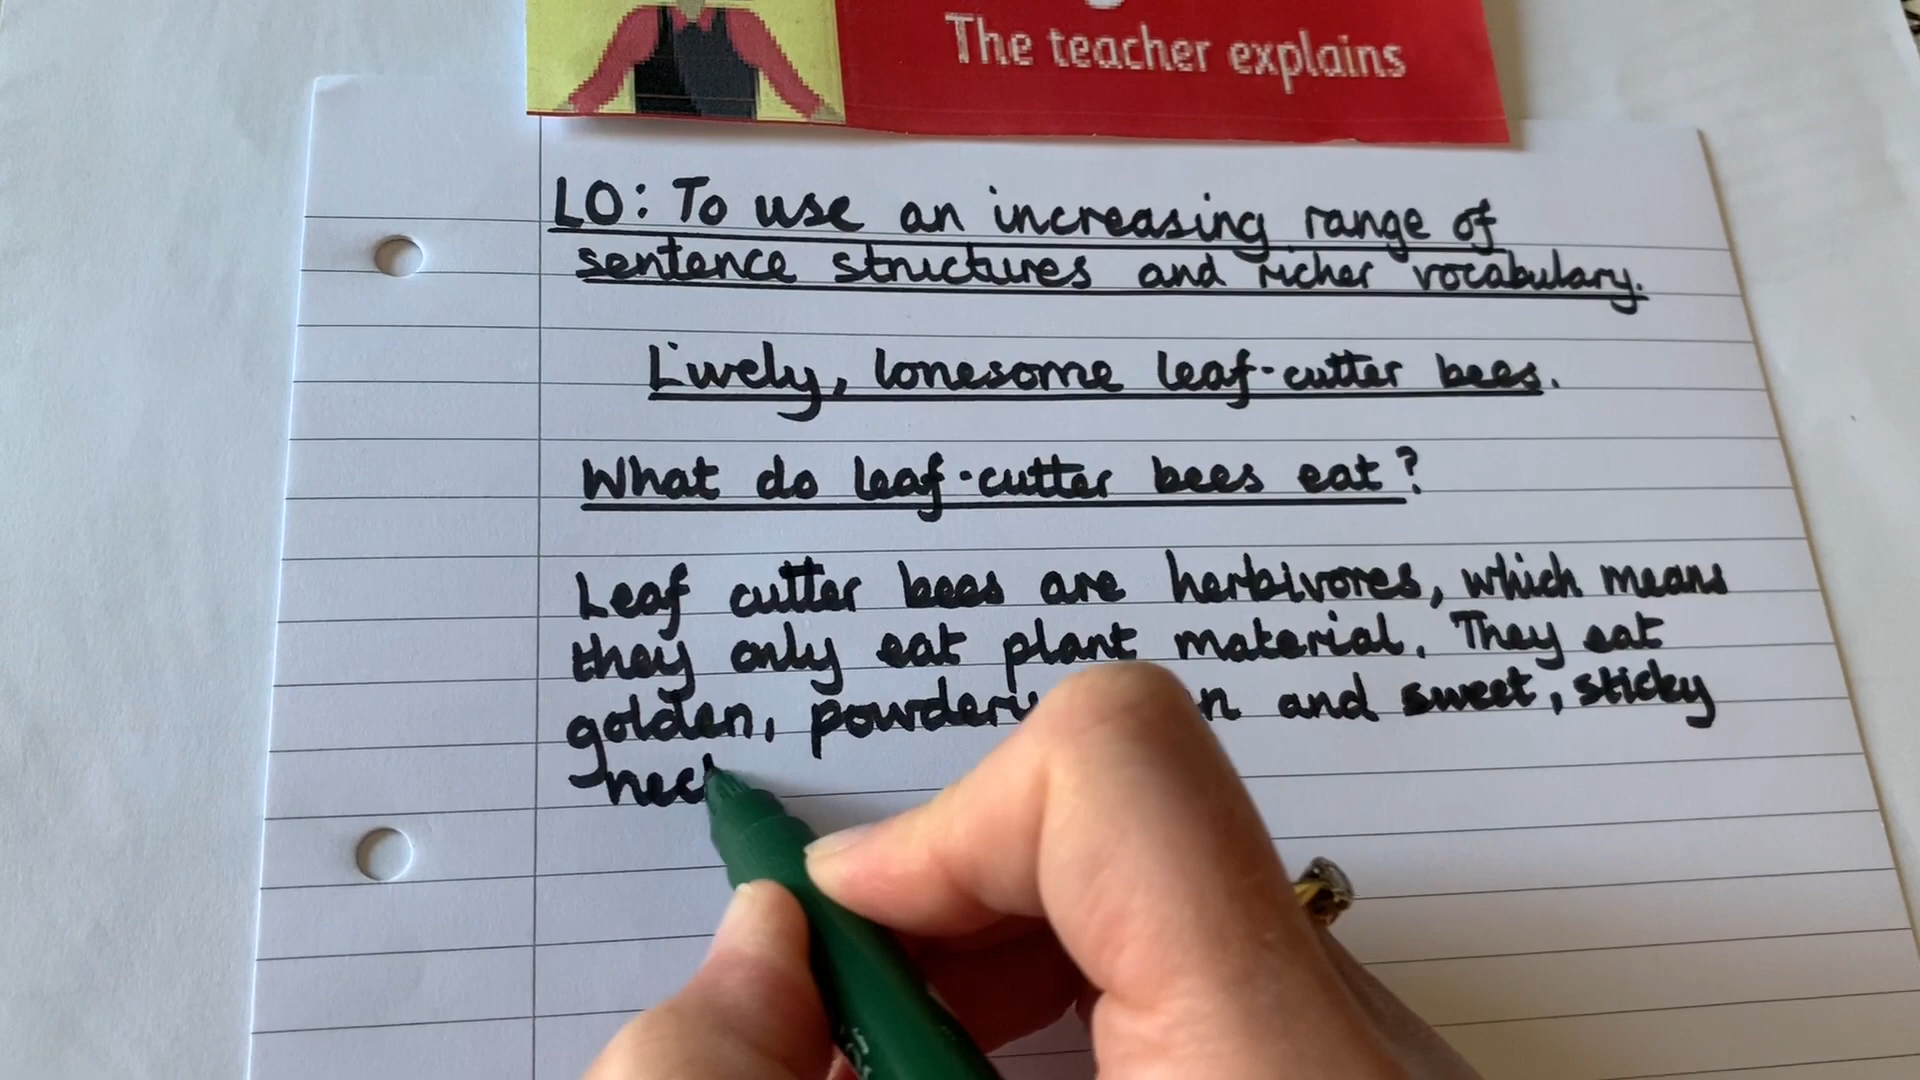 The teacher explains
LO: To use an increasing range of
sentence structures and richer vocabulary.
Lively, lonesome leaf-cutter bees.
What do leaf-cutter bees eat?
Leaf cutter bees are herbivores, which means
they only eat plant material. They eat
golden, and sweet, sticky